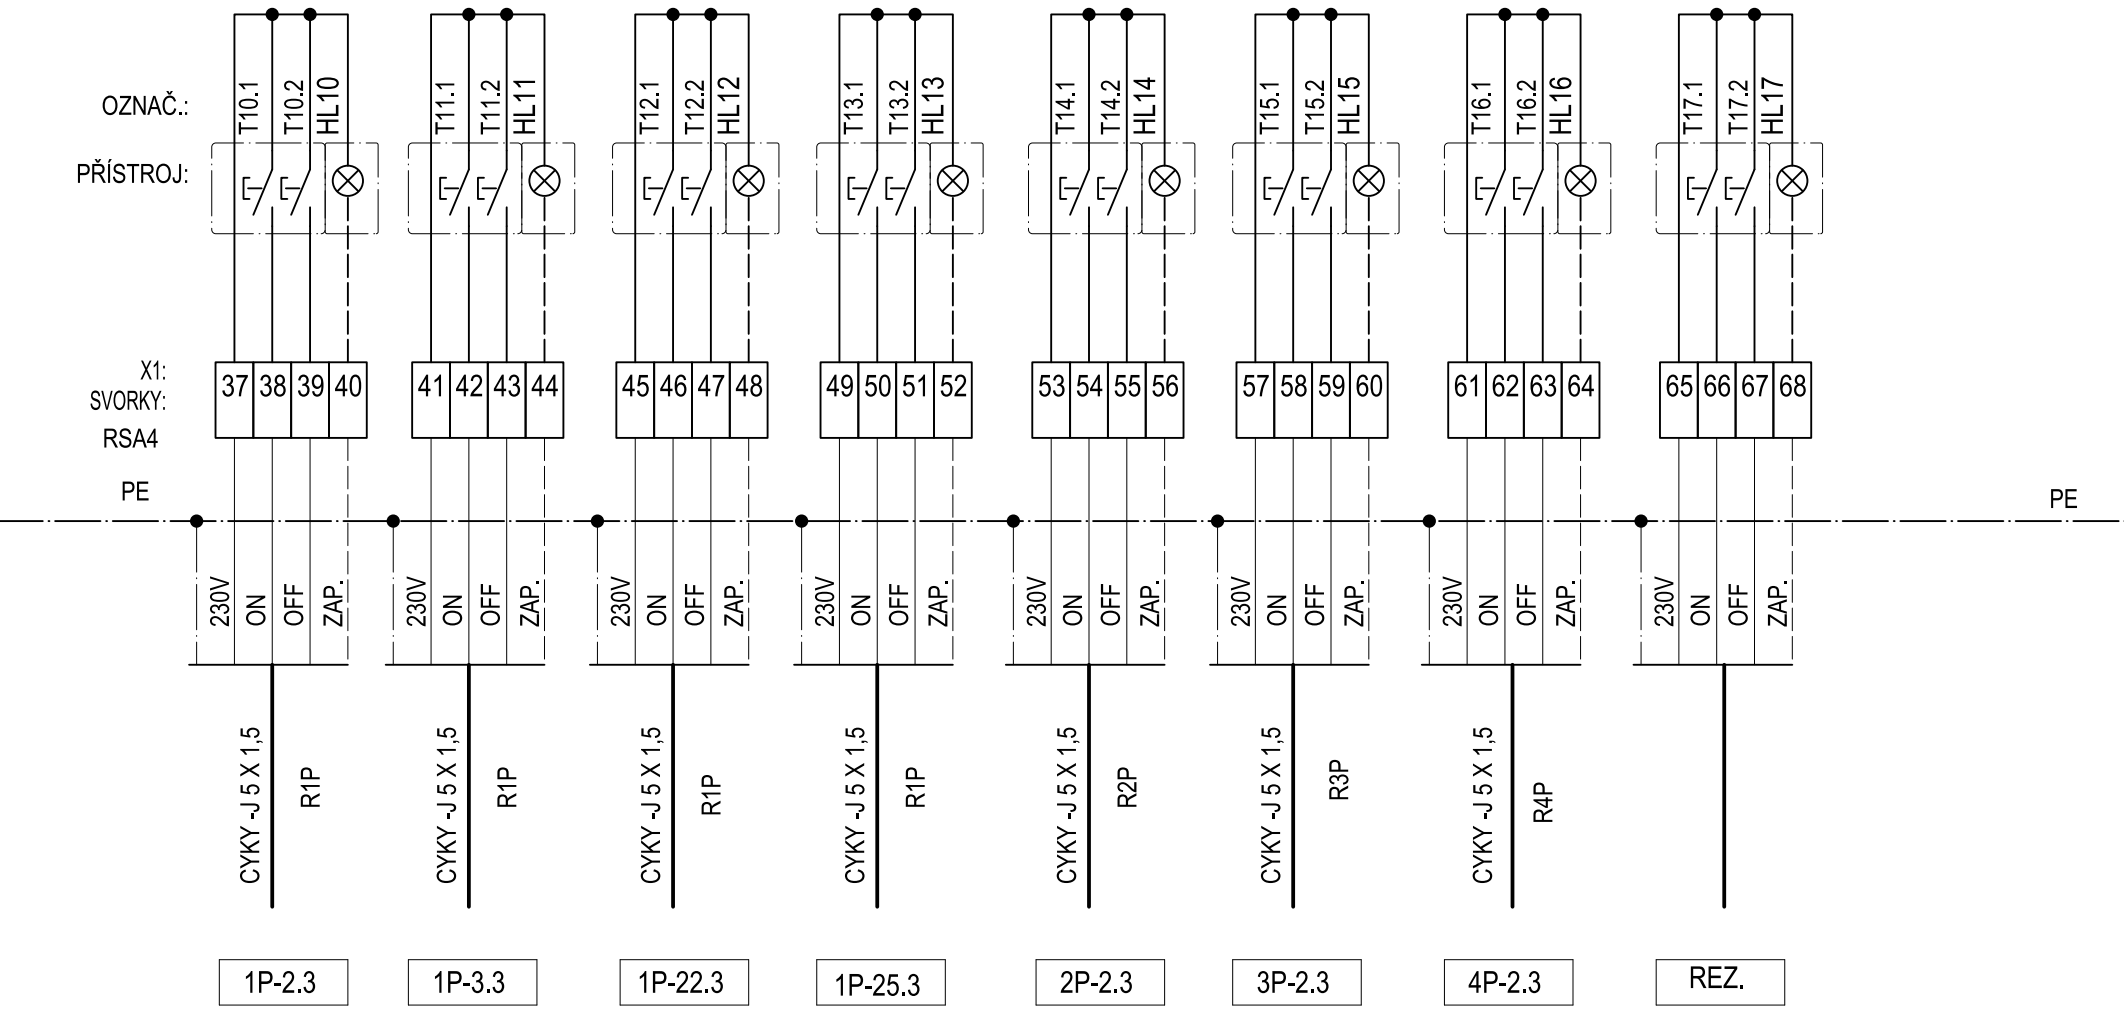 OZNAČ.: T10.1 T10.2 HL10 T11.1 T11.2 HL11 T12.1 T12.2 HL12 T13.1 T13.2 HL13 T14.1 T14.2 HL14 T15.1 T15.2 HL15 T16.1 T16.2 HL16 T17.1 T17.2 HL17
PŘÍSTROJ:
X1:
SVORKY: 37 38 39 40 41 42 43 44 45 46 47 48 49 50 51 52 53 54 55 56 57 58 59 60 61 62 63 64 65 66 67 68
RSA4
PE PE
230V ON OFF ZAP. 230V ON OFF ZAP. 230V ON OFF ZAP. 230V ON OFF ZAP. 230V ON OFF ZAP. 230V ON OFF ZAP. 230V ON OFF ZAP. 230V ON OFF ZAP.
CYKY -J 5 X 1,5 R1P CYKY -J 5 X 1,5 R1P CYKY -J 5 X 1,5 R1P CYKY -J 5 X 1,5 R1P CYKY -J 5 X 1,5 R2P CYKY -J 5 X 1,5 R3P CYKY -J 5 X 1,5 R4P
1P-2.3 1P-3.3 1P-22.3 1P-25.3 2P-2.3 3P-2.3 4P-2.3 REZ.